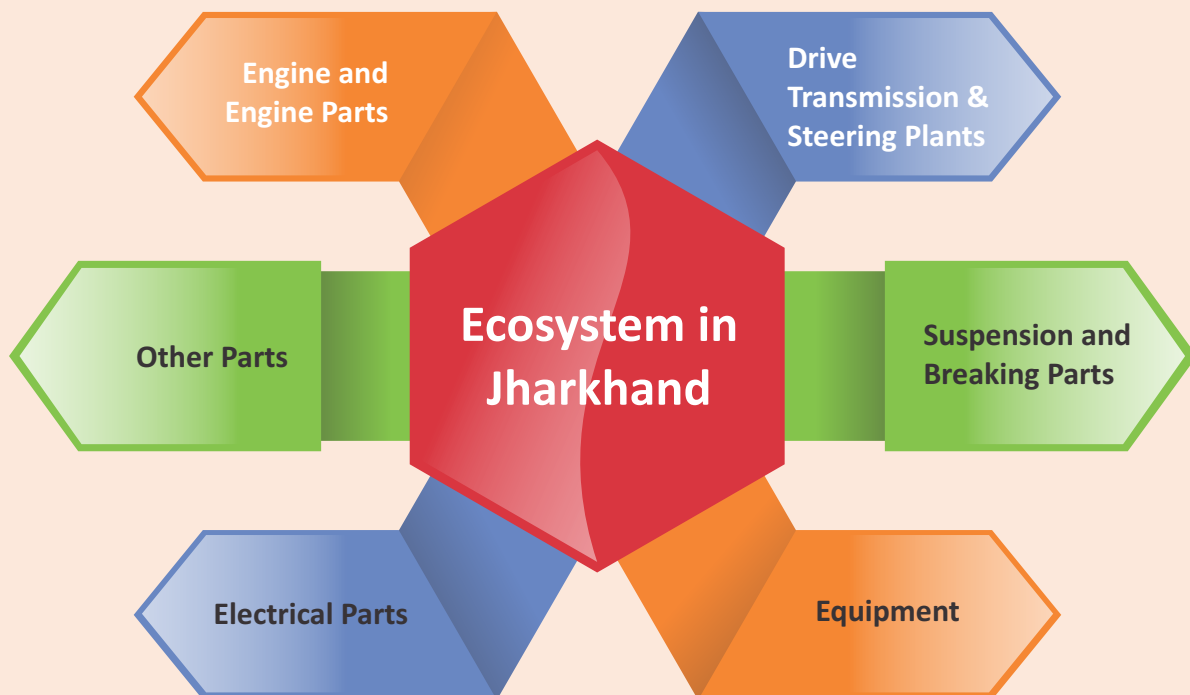 Engine and
Engine Parts
Drive
Transmission &
Steering Plants
Ecosystem in
Jharkhand
Other Parts
Suspension and
Breaking Parts
Electrical Parts
Equipment